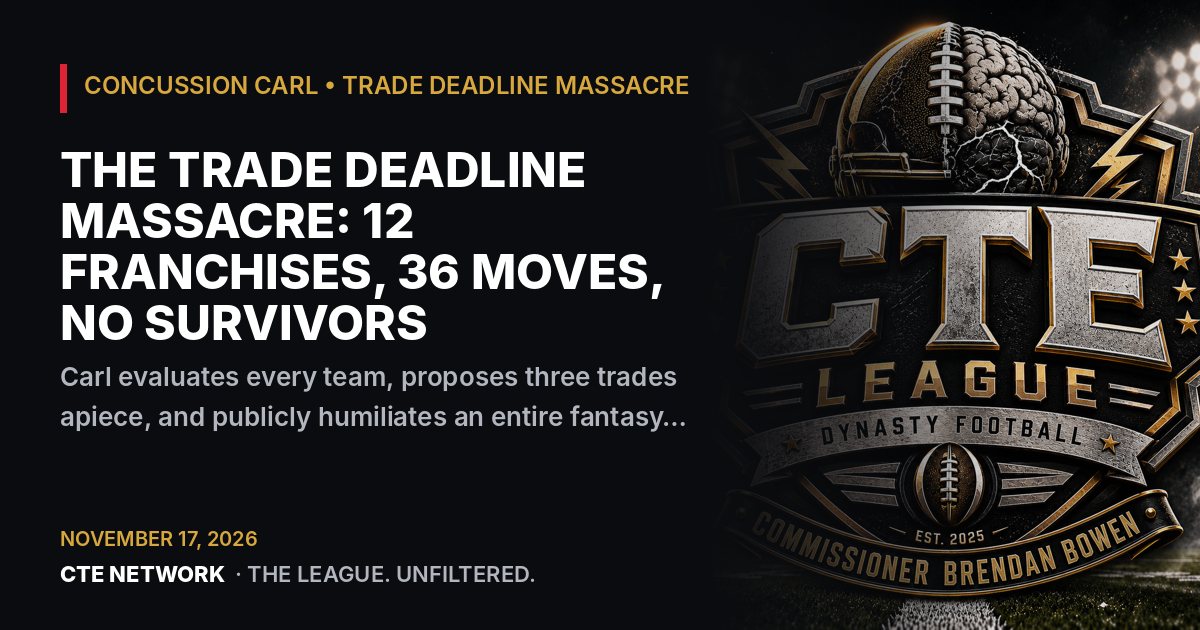 CONCUSSION CARL • TRADE DEADLINE MASSACRE
THE TRADE DEADLINE
MASSACRE: 12
FRANCHISES, 36 MOVES,
NO SURVIVORS
Carl evaluates every team, proposes three trades
apiece, and publicly humiliates an entire fantasy...
NOVEMBER 17, 2026
CTE NETWORK · THE LEAGUE. UNFILTERED.
CTE
LEAGUE
DYNASTY FOOTBALL
EST. 2025
COMMISSIONER BRENDAN BOWEN